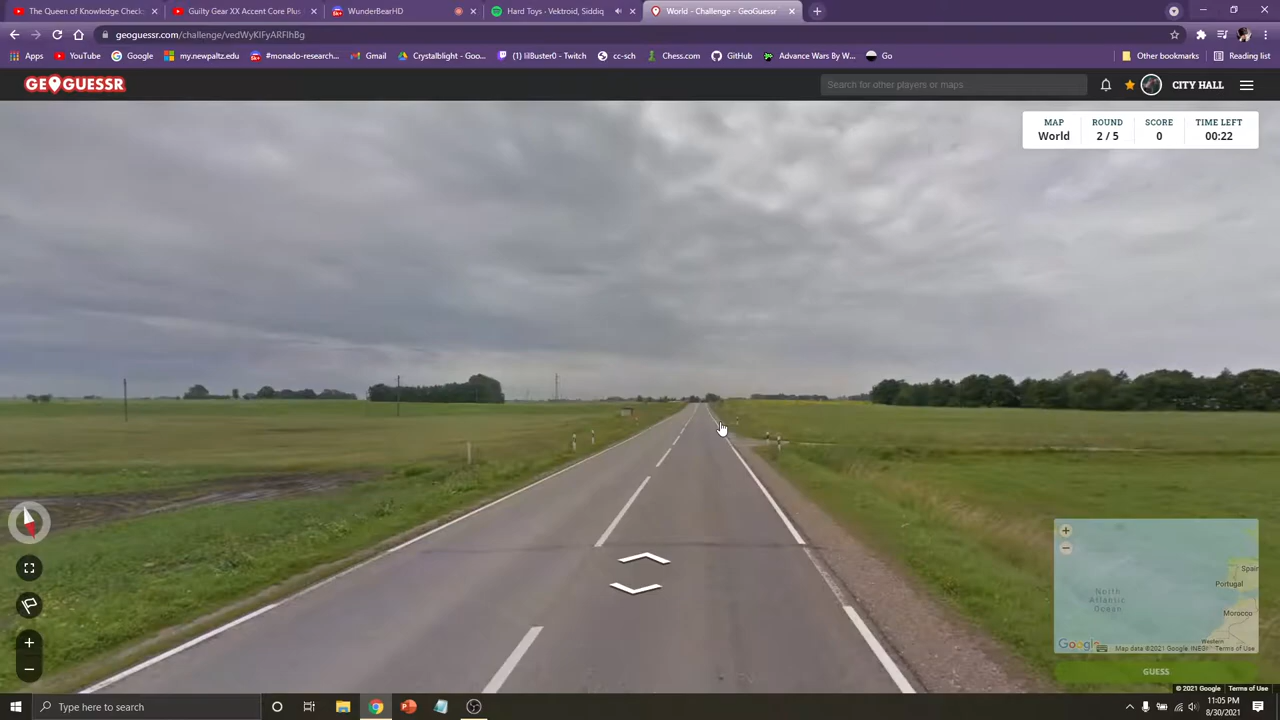 The Queen of Knowledge Check:
Guilty Gear XX Accent Core Plus
WunderBearHD
Hard Toys - Vektroid, Siddiq
World - Challenge - GeoGuessr
geoguessr.com/challenge/vedWyKlFyARFlhBg
Apps
YouTube
Google
my.newpaltz.edu
#monado-research...
Gmail
Crystalblight - Goo...
(1) lilBuster0 - Twitch
cc-sch
Chess.com
GitHub
Advance Wars By W...
Go
Other bookmarks
Reading list
GEOGUESSR
Search for other players or maps
CITY HALL
MAP
ROUND
SCORE
TIME LEFT
World
2 / 5
0
00:22
Spain
Portugal
North
Atlantic
Ocean
Morocco
Western
Google
Map data ©2021 Google, INEGI
Terms of Use
GUESS
© 2021 Google
Terms of Use
Type here to search
11:05 PM
8/30/2021